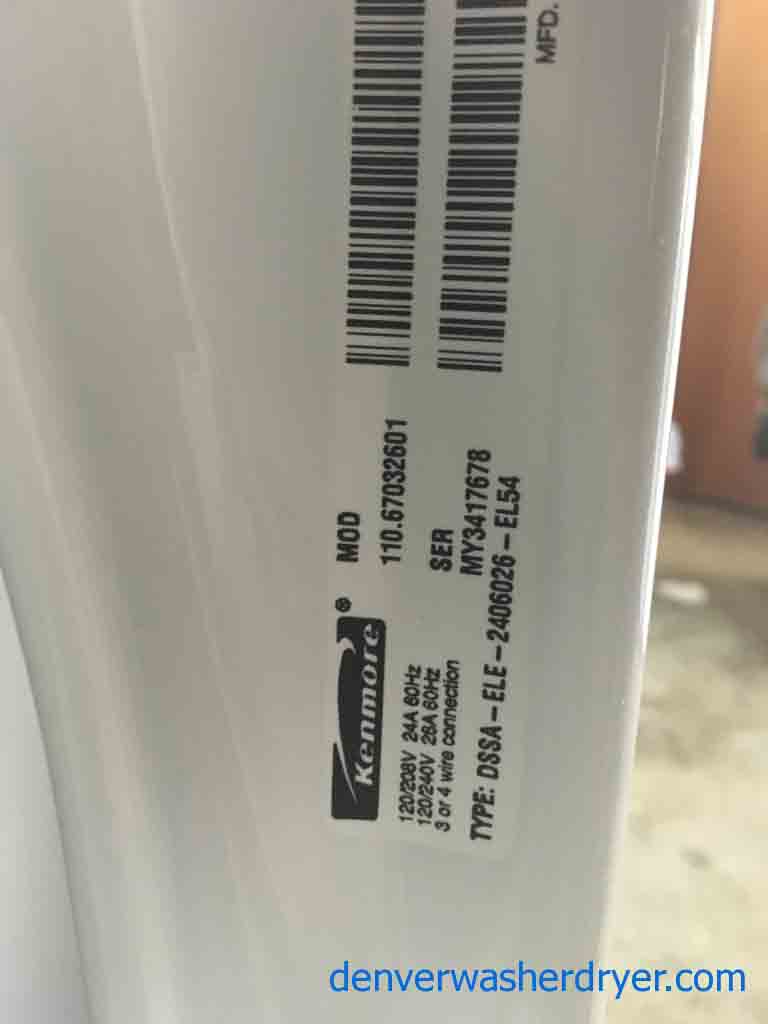 Kenmore®
120/208V 24A 60Hz
120/240V 26A 60Hz
3 or 4 wire connection
TYPE: DSSA-ELE-2406026-EL54
MOD
110.67032601
SER
MY3417678
MFD.
denverwasherdryer.com